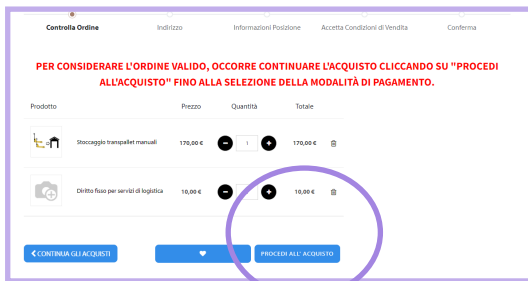 Controlla Ordine Indirizzo Informazioni Posizione Accetta Condizioni di Vendita Conferma
PER CONSIDERARE L'ORDINE VALIDO, OCCORRE CONTINUARE L'ACQUISTO CLICCANDO SU "PROCEDI
ALL'ACQUISTO" FINO ALLA SELEZIONE DELLA MODALITÀ DI PAGAMENTO.
Prodotto Prezzo Quantità Totale
Stoccaggio transpallet manuali 170,00 € 1 170,00 €
Diritto fisso per servizi di logistica 10,00 € 10,00 €
CONTINUA GLI ACQUISTI PROCEDI ALL' ACQUISTO